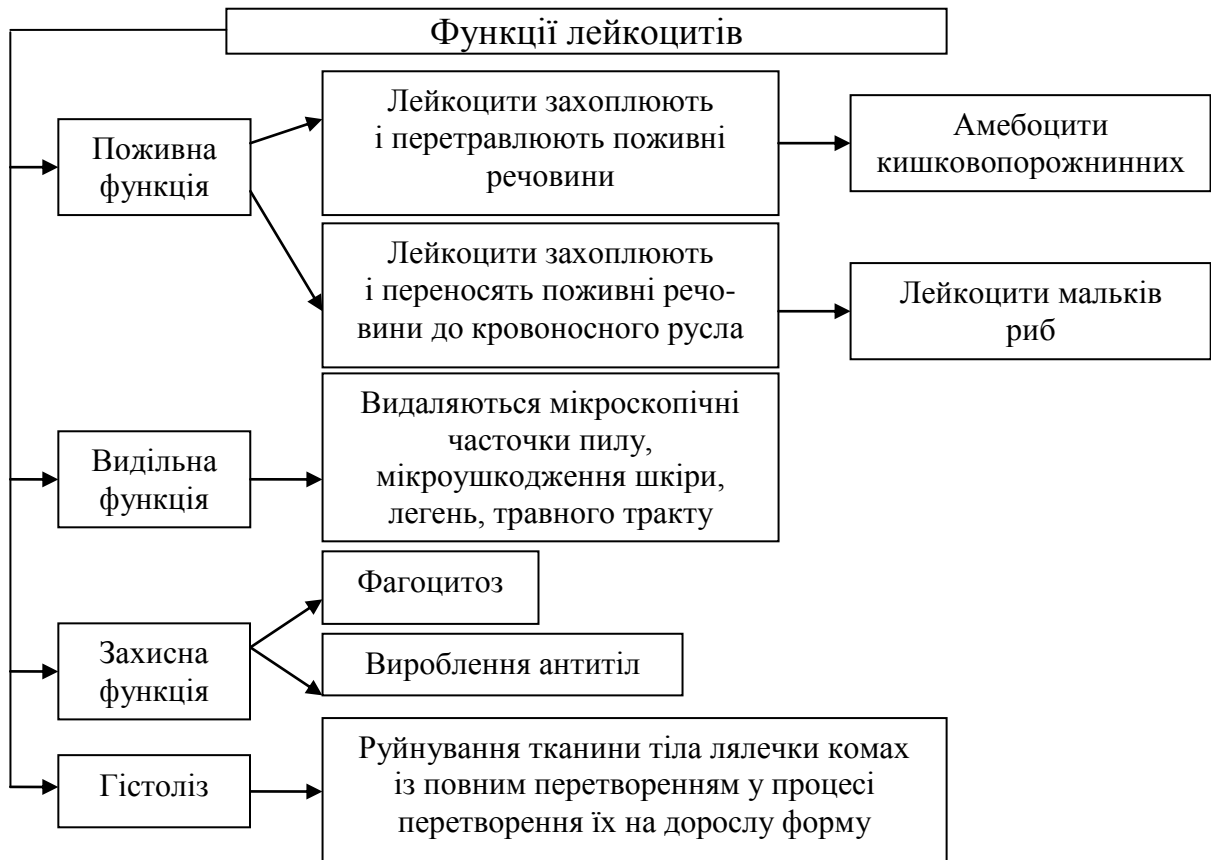 Функції лейкоцитів
Поживна
функція
Лейкоцити захоплюють
і перетравлюють поживні
речовини
Амебоцити
кишковопорожнинних
Лейкоцити захоплюють
і переносять поживні речо-
вини до кровоносного русла
Лейкоцити мальків
риб
Видільна
функція
Видаляються мікроскопічні
часточки пилу,
мікроушкодження шкіри,
легень, травного тракту
Захисна
функція
Фагоцитоз
Вироблення антитіл
Гістоліз
Руйнування тканини тіла лялечки комах
із повним перетворенням у процесі
перетворення їх на дорослу форму